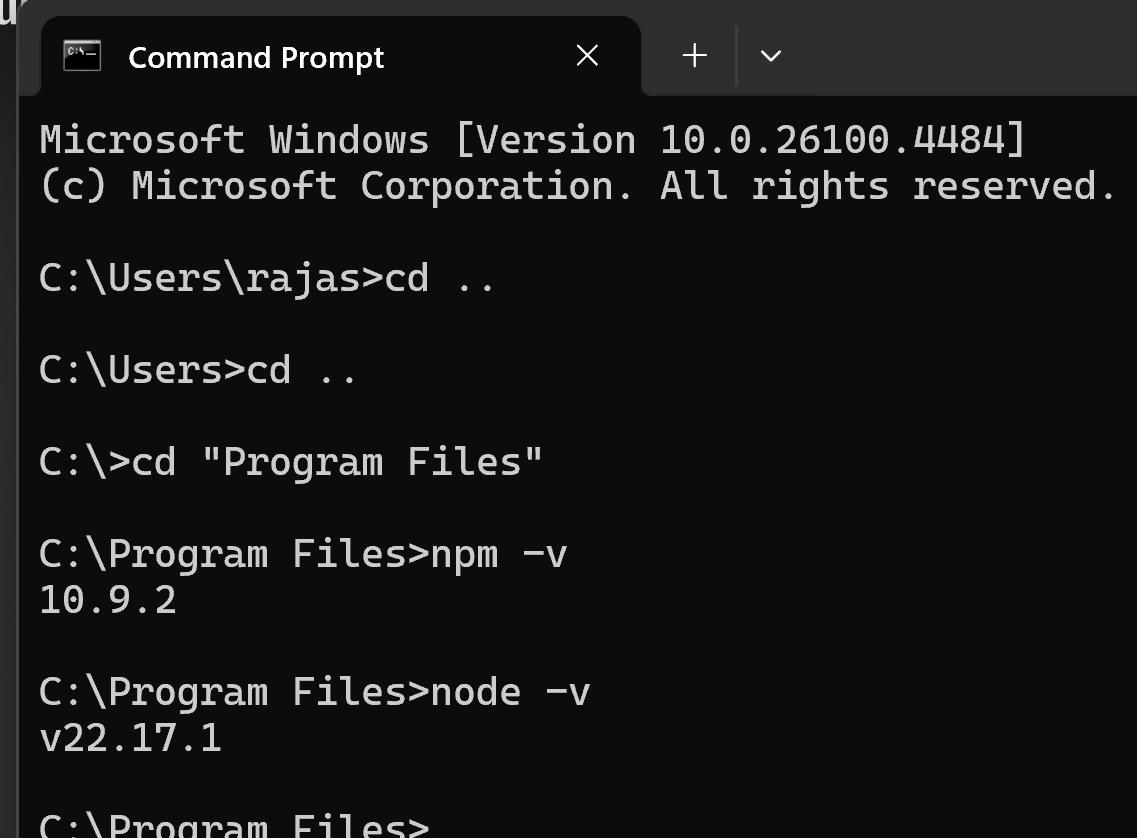 Command Prompt
Microsoft Windows [Version 10.0.26100.4484]
(c) Microsoft Corporation. All rights reserved.
C:\Users\rajas>cd ..
C:\Users>cd ..
C:\>cd "Program Files"
C:\Program Files>npm -v
10.9.2
C:\Program Files>node -v
v22.17.1
C:\Program Files>